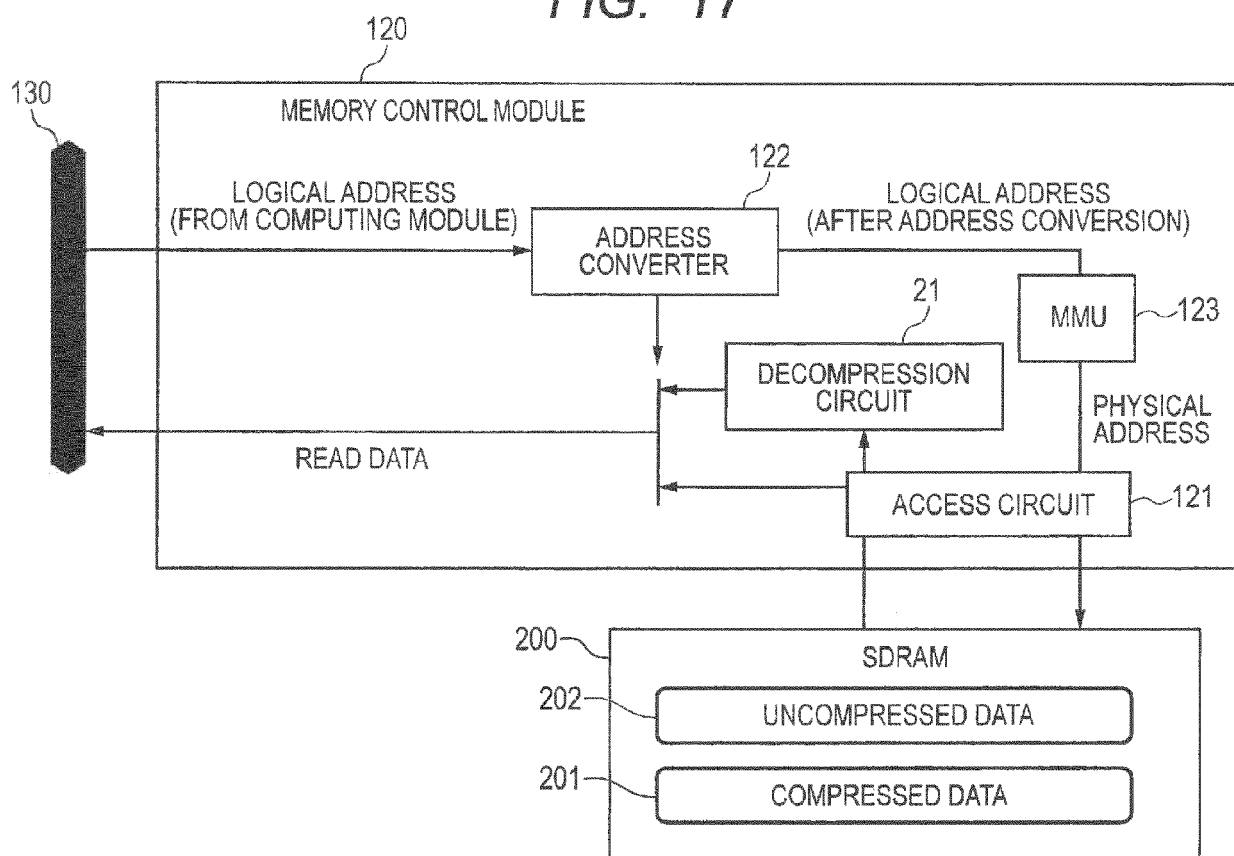 FIG. 17
120
130
MEMORY CONTROL MODULE
122
LOGICAL ADDRESS
(FROM COMPUTING MODULE)
LOGICAL ADDRESS
(AFTER ADDRESS CONVERSION)
ADDRESS
CONVERTER
21
MMU
123
DECOMPRESSION
CIRCUIT
PHYSICAL
ADDRESS
READ DATA
ACCESS CIRCUIT
121
200
SDRAM
202
UNCOMPRESSED DATA
201
COMPRESSED DATA